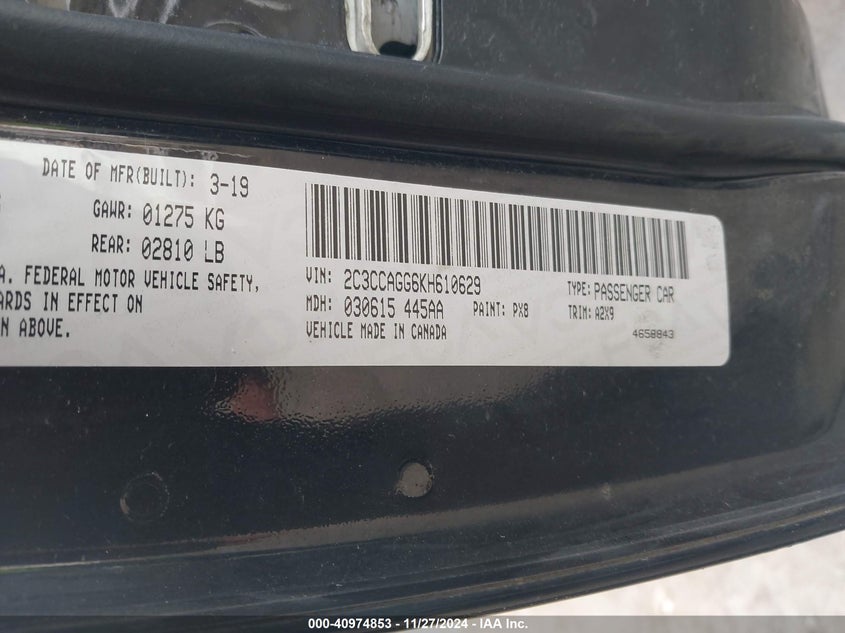 DATE OF MFR(BUILT): 3-19
GAWR: 01275 KG
REAR: 02810 LB
A. FEDERAL MOTOR VEHICLE SAFETY,
ARDS IN EFFECT ON
N ABOVE.
VIN: 2C3CCAGG6KH610629
TYPE: PASSENGER CAR
MDH: 030615 445AA PAINT: PX8 TRIM: A2X9
VEHICLE MADE IN CANADA
4658843
000-40974853 - 11/27/2024 - IAA Inc.